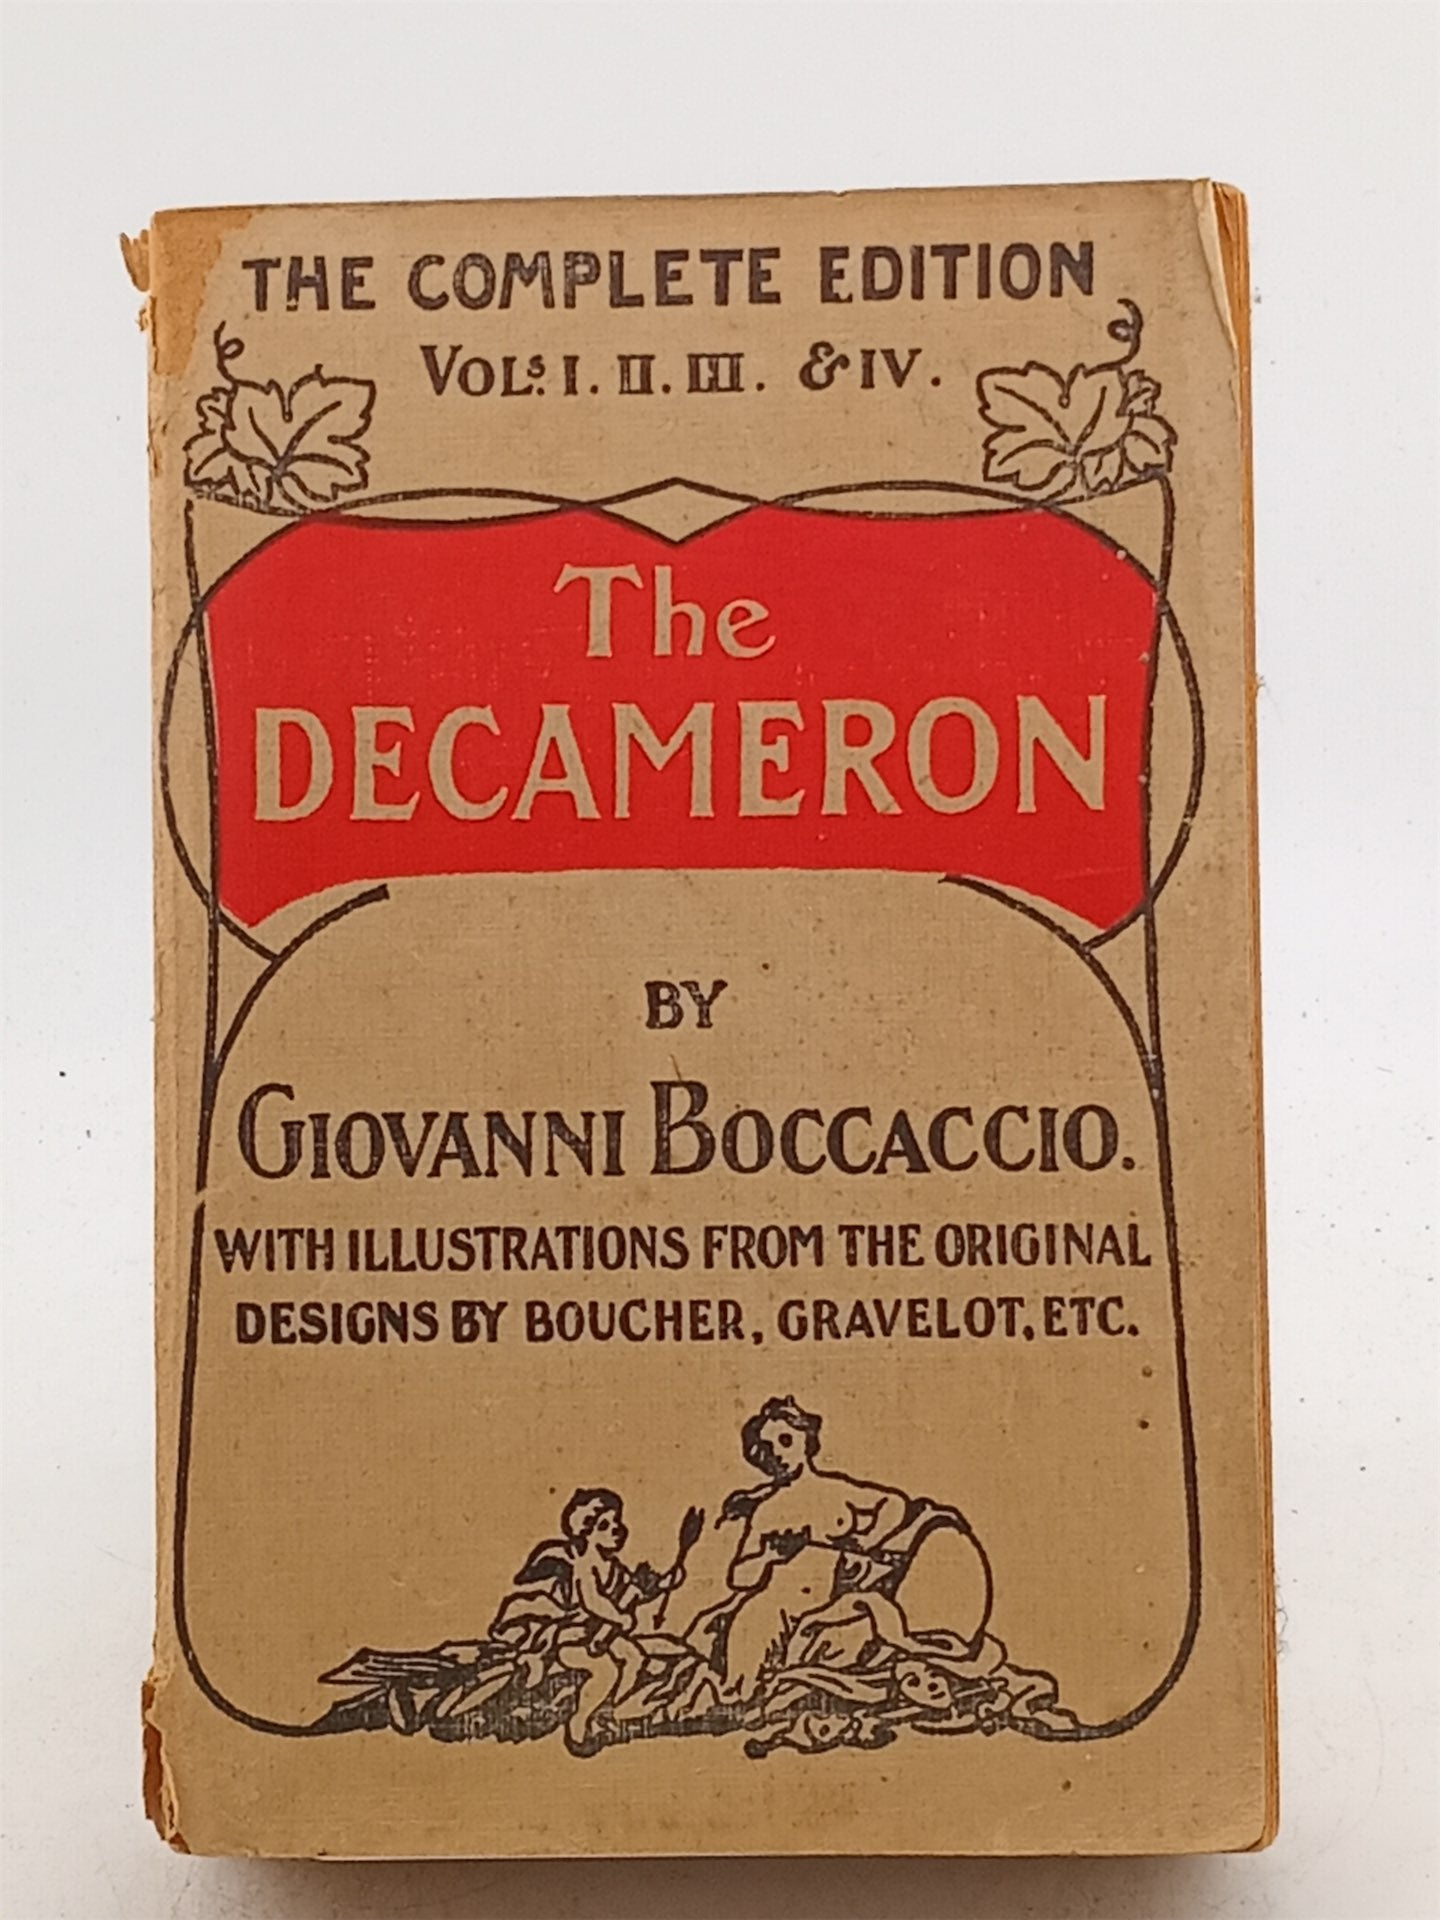 THE COMPLETE EDITION
VOLS. I. II. III. & IV.
The
DECAMERON
BY
GIOVANNI BOCCACCIO.
WITH ILLUSTRATIONS FROM THE ORIGINAL
DESIGNS BY BOUCHER, GRAVELOT, ETC.